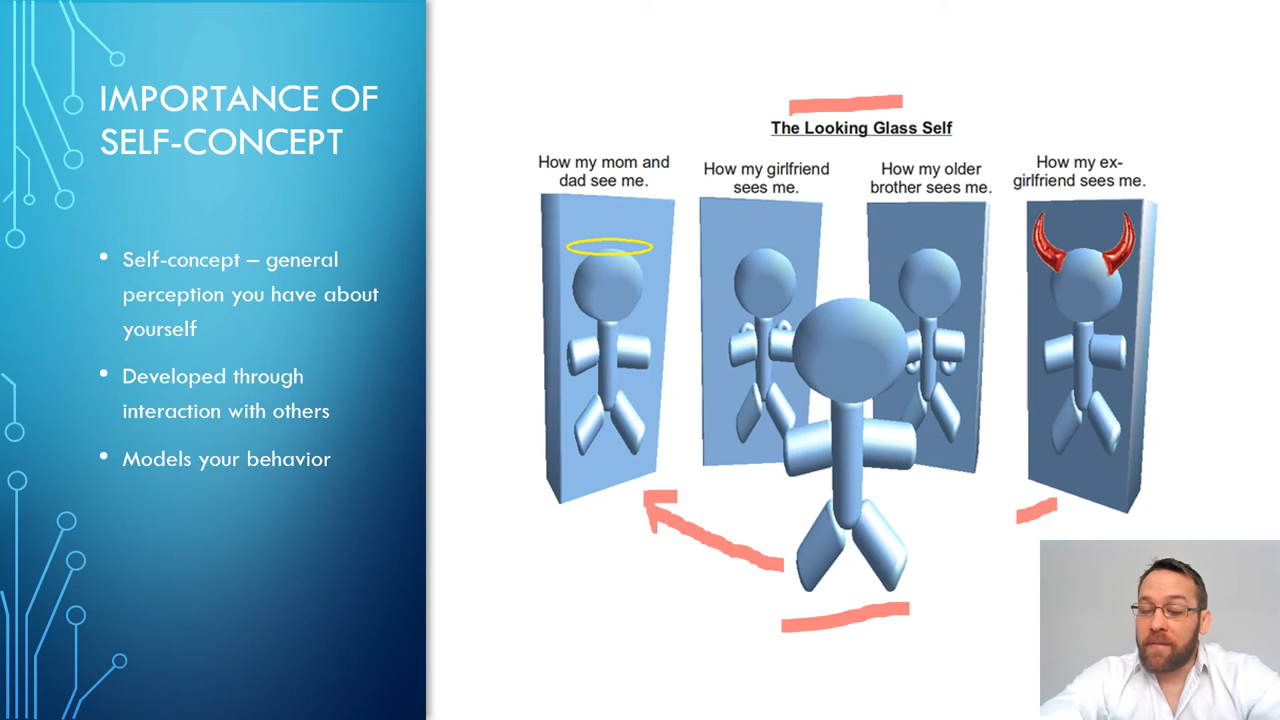 IMPORTANCE OF
SELF-CONCEPT
• Self-concept – general
perception you have about
yourself
• Developed through
interaction with others
• Models your behavior
The Looking Glass Self
How my mom and
dad see me.
How my girlfriend
sees me.
How my older
brother sees me.
How my ex-
girlfriend sees me.